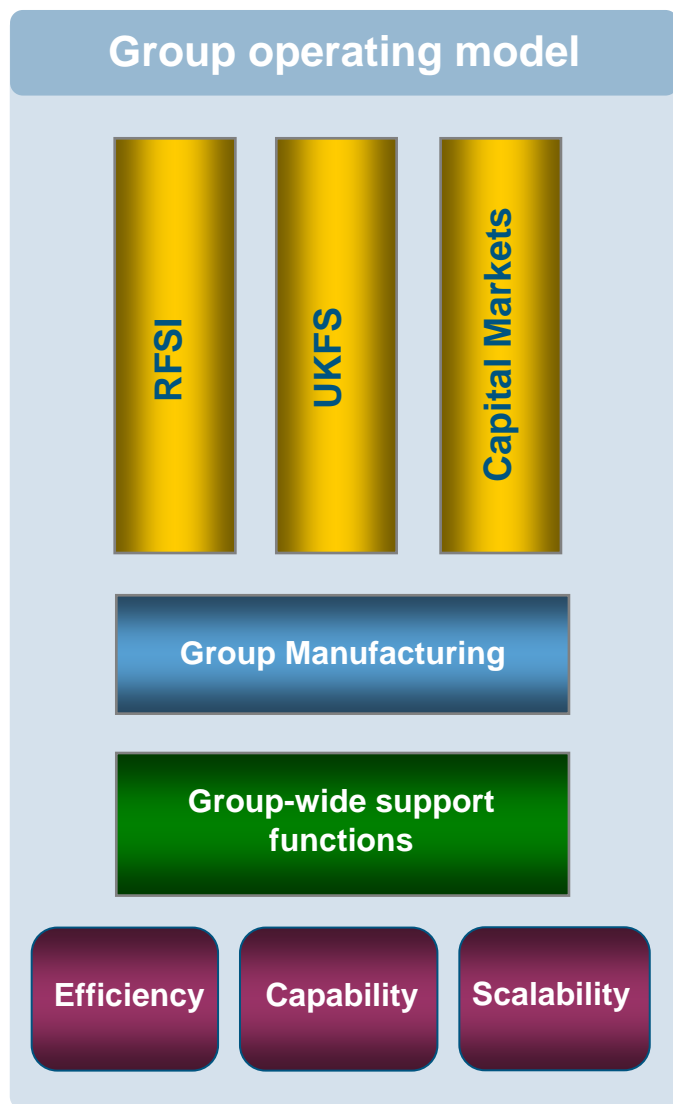 Group operating model
RFSI
UKFS
Capital Markets
Group Manufacturing
Group-wide support
functions
Efficiency
Capability
Scalability